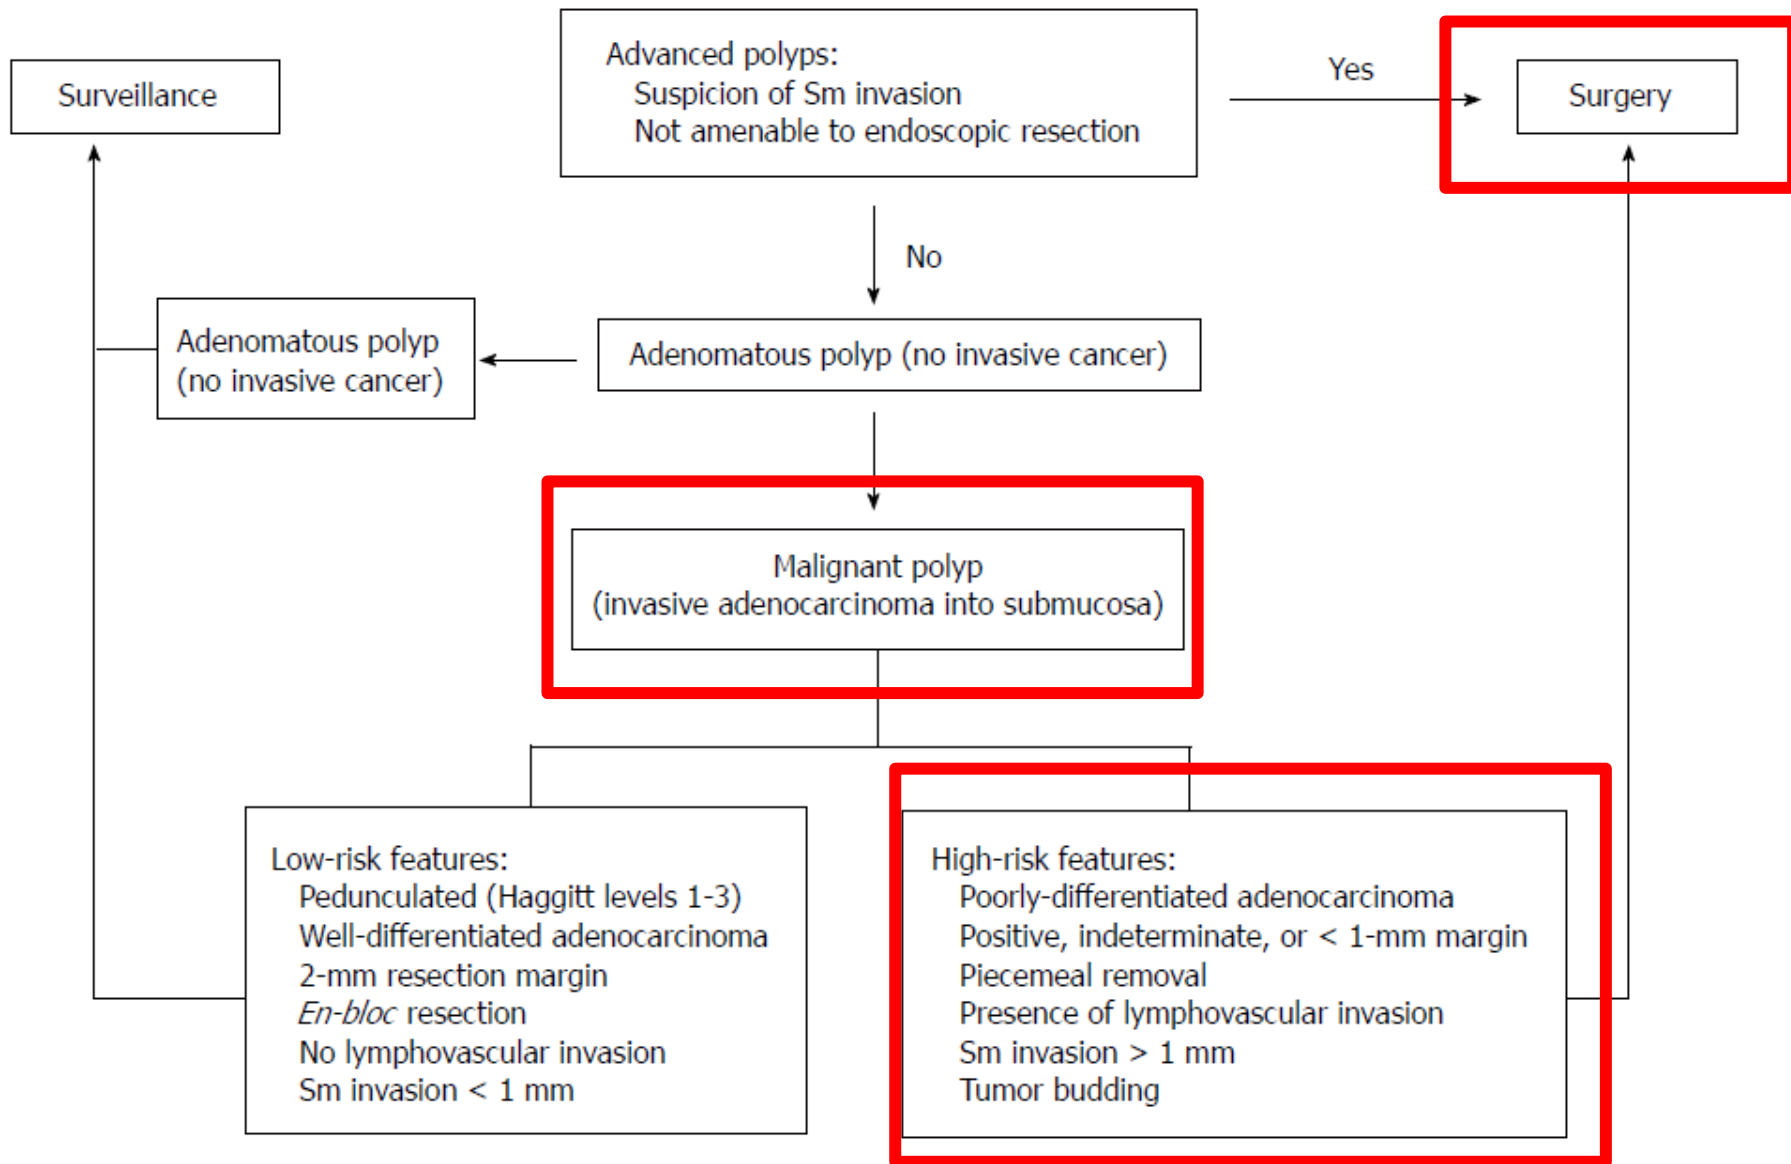 Surveillance
Advanced polyps:
Suspicion of Sm invasion
Not amenable to endoscopic resection
Yes
Surgery
No
Adenomatous polyp
(no invasive cancer)
Adenomatous polyp (no invasive cancer)
Malignant polyp
(invasive adenocarcinoma into submucosa)
Low-risk features:
Pedunculated (Haggitt levels 1-3)
Well-differentiated adenocarcinoma
2-mm resection margin
En-bloc resection
No lymphovascular invasion
Sm invasion < 1 mm
High-risk features:
Poorly-differentiated adenocarcinoma
Positive, indeterminate, or < 1-mm margin
Piecemeal removal
Presence of lymphovascular invasion
Sm invasion > 1 mm
Tumor budding